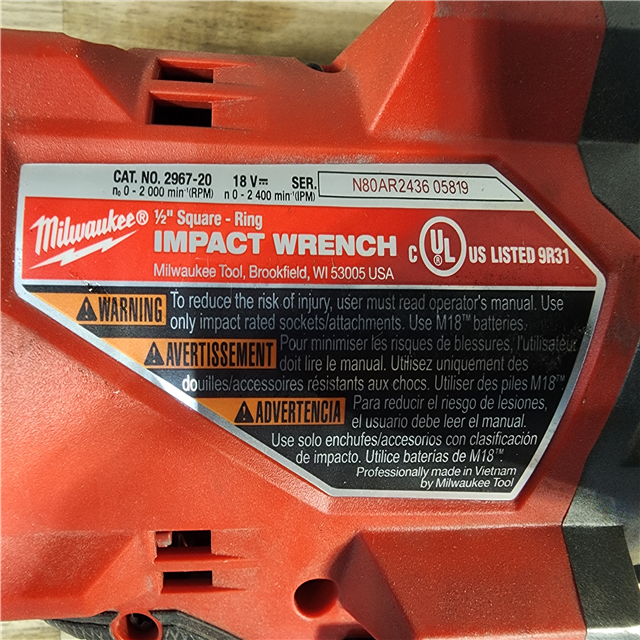 CAT. NO. 2967-20 18 V⎓ SER. N80AR2436 05819
n₀ 0 - 2 000 min⁻¹(RPM) n 0 - 2 400 min⁻¹(IPM)
Milwaukee® ½" Square - Ring
IMPACT WRENCH
Milwaukee Tool, Brookfield, WI 53005 USA
C UL® US LISTED 9R31
WARNING To reduce the risk of injury, user must read operator's manual. Use
only impact rated sockets/attachments. Use M18™ batteries.
AVERTISSEMENT Pour minimiser les risques de blessures, l'utilisateur
doit lire le manuel. Utilisez uniquement des
douilles/accessoires résistants aux chocs. Utiliser des piles M18™
ADVERTENCIA Para reducir el riesgo de lesiones,
el usuario debe leer el manual.
Use solo enchufes/accesorios con clasificación
de impacto. Utilice baterías de M18™.
Professionally made in Vietnam
by Milwaukee Tool